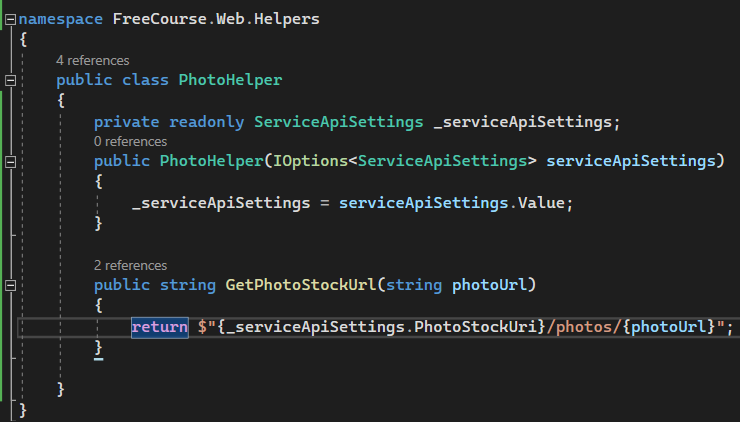 namespace FreeCourse.Web.Helpers
{
4 references
public class PhotoHelper
{
private readonly ServiceApiSettings _serviceApiSettings;
0 references
public PhotoHelper(IOptions<ServiceApiSettings> serviceApiSettings)
{
_serviceApiSettings = serviceApiSettings.Value;
}
2 references
public string GetPhotoStockUrl(string photoUrl)
{
return $"{_serviceApiSettings.PhotoStockUri}/photos/{photoUrl}";
}
}
}